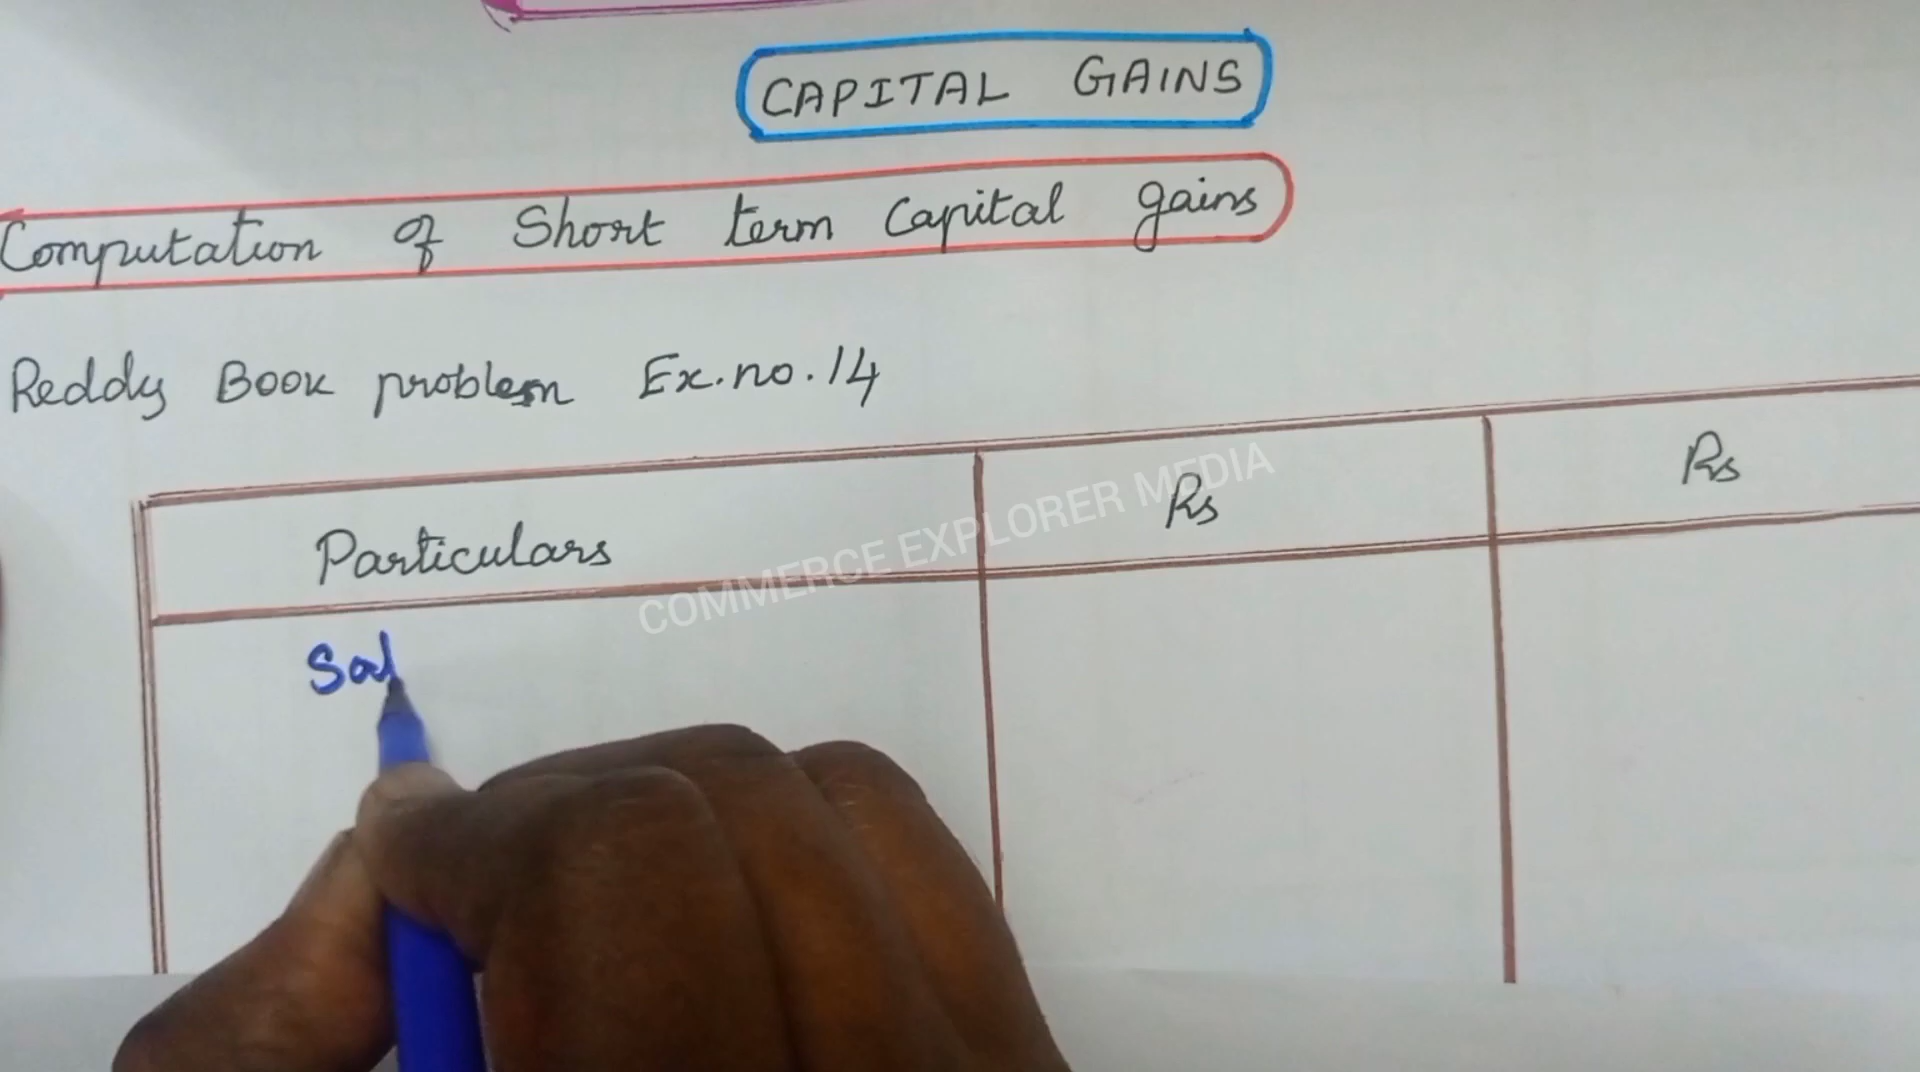 CAPITAL GAINS
Computation of Short term Capital gains
Reddy Book problem Ex.no.14
Particulars Rs Rs
COMMERCE EXPLORER MEDIA
Sal